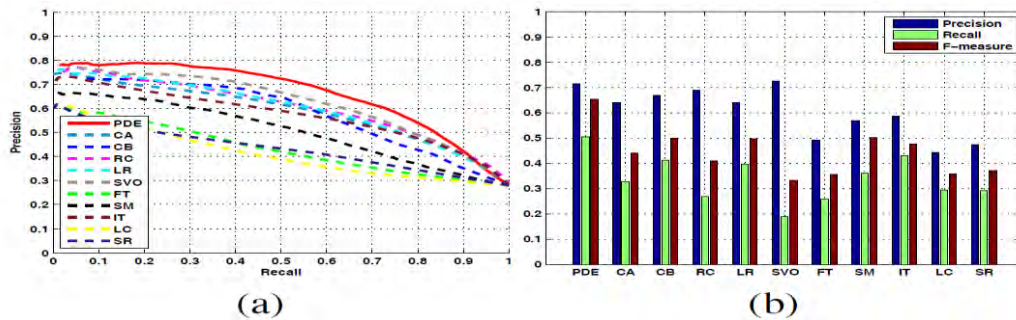 1
0.9
0.8
0.7
0.6
0.5
0.4
0.3
0.2
0.1
0
Precision
PDE
CA
CB
RC
LR
SVO
FT
SM
IT
LC
SR
0 0.1 0.2 0.3 0.4 0.5 0.6 0.7 0.8 0.9 1
Recall
(a)
1
0.9
0.8
0.7
0.6
0.5
0.4
0.3
0.2
0.1
0
Precision
Recall
F-measure
PDE CA CB RC LR SVO FT SM IT LC SR
(b)